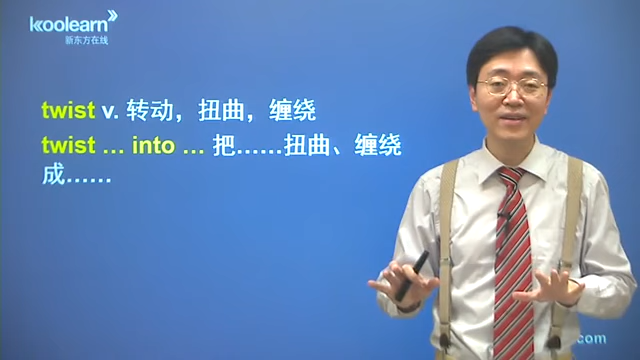 koolearn
新东方在线
twist v. 转动，扭曲，缠绕
twist … into … 把……扭曲、缠绕
成……
.com